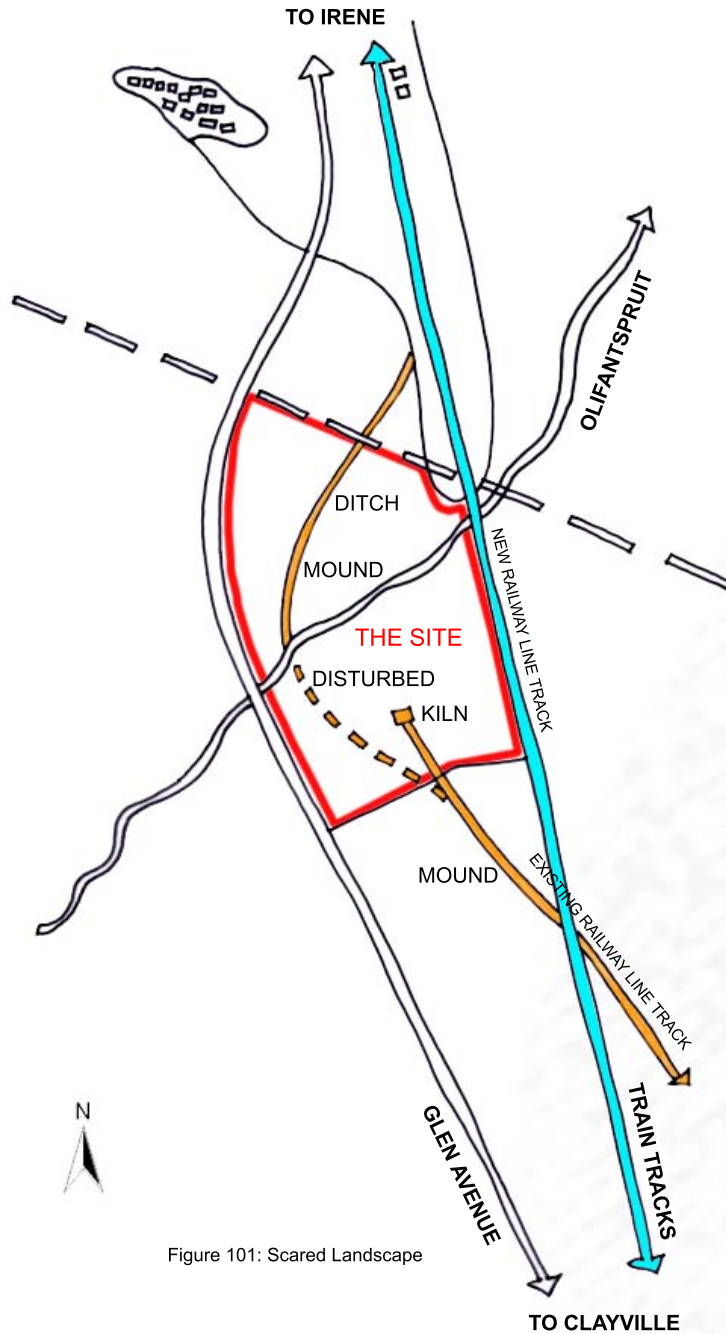 TO IRENE
OLIFANTSPRUIT
DITCH
MOUND
NEW RAILWAY LINE TRACK
THE SITE
DISTURBED
KILN
MOUND
EXISTING RAILWAY LINE TRACK
N
GLEN AVENUE
TRAIN TRACKS
Figure 101: Scared Landscape
TO CLAYVILLE